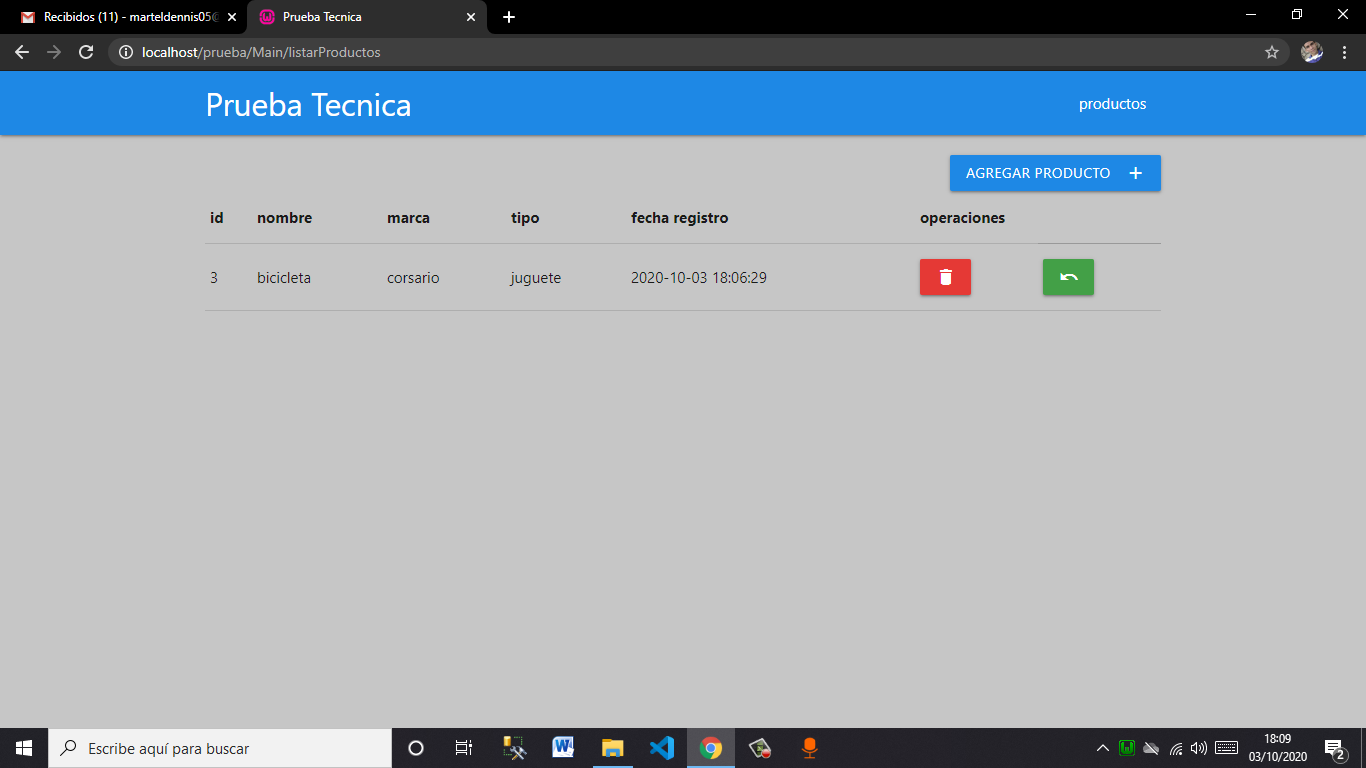 Recibidos (11) - marteldennis05@
Prueba Tecnica
localhost/prueba/Main/listarProductos
Prueba Tecnica
productos
AGREGAR PRODUCTO +
id nombre marca tipo fecha registro operaciones
3 bicicleta corsario juguete 2020-10-03 18:06:29
Escribe aquí para buscar
18:09
03/10/2020
2